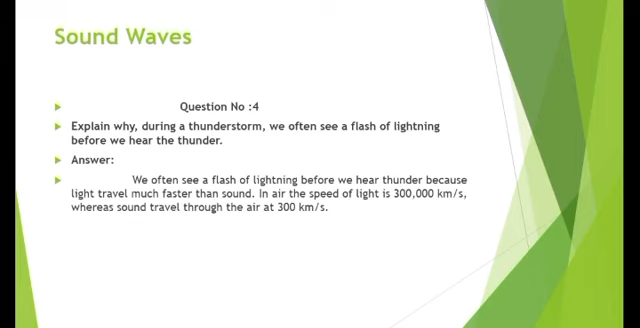 Sound Waves
Question No :4
Explain why, during a thunderstorm, we often see a flash of lightning
before we hear the thunder.
Answer:
We often see a flash of lightning before we hear thunder because
light travel much faster than sound. In air the speed of light is 300,000 km/s,
whereas sound travel through the air at 300 km/s.